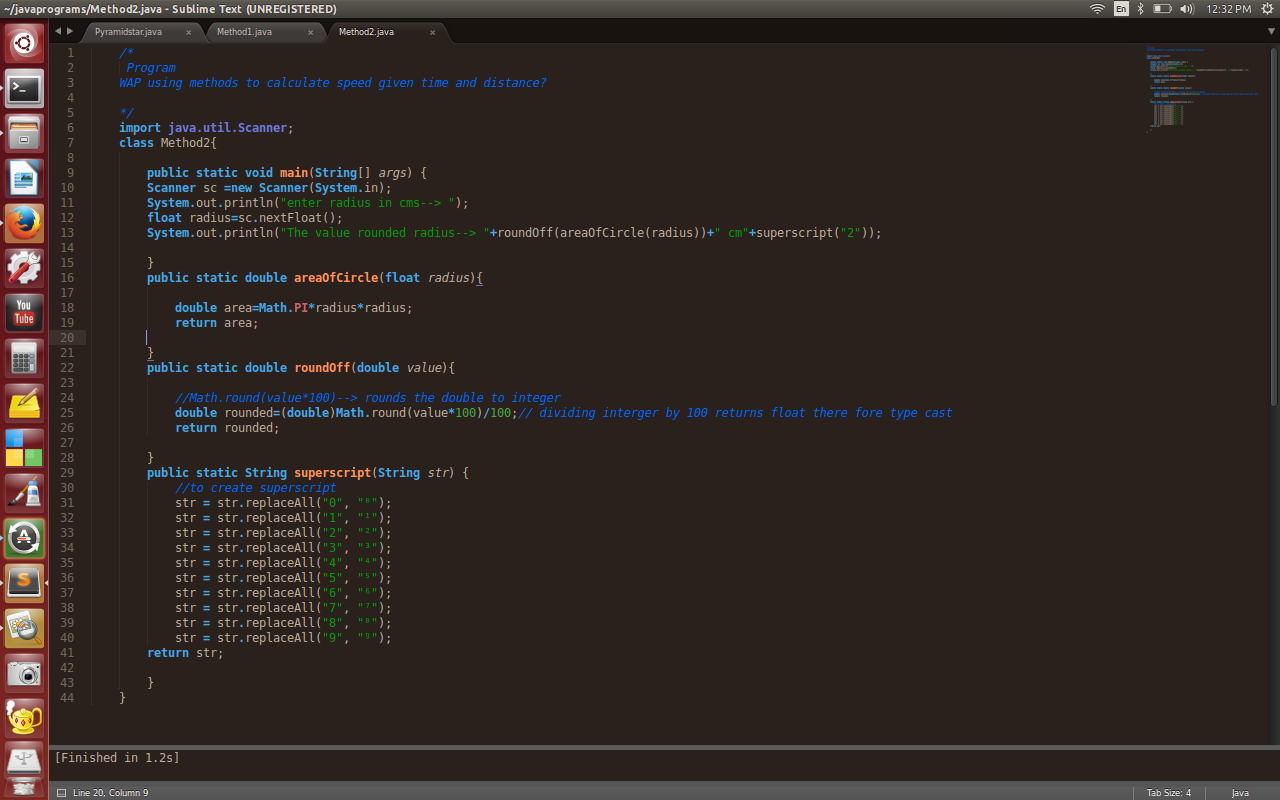 ~/javaprograms/Method2.java - Sublime Text (UNREGISTERED)
En
12:32 PM
Pyramidstar.java ×
Method1.java ×
Method2.java ×
1 /*
2 Program
3 WAP using methods to calculate speed given time and distance?
4
5 */
6 import java.util.Scanner;
7 class Method2{
8
9 public static void main(String[] args) {
10 Scanner sc =new Scanner(System.in);
11 System.out.println("enter radius in cms--> ");
12 float radius=sc.nextFloat();
13 System.out.println("The value rounded radius--> "+roundOff(areaOfCircle(radius))+" cm"+superscript("2"));
14
15 }
16 public static double areaOfCircle(float radius){
17
18 double area=Math.PI*radius*radius;
19 return area;
20
21 }
22 public static double roundOff(double value){
23
24 //Math.round(value*100)--> rounds the double to integer
25 double rounded=(double)Math.round(value*100)/100;// dividing interger by 100 returns float there fore type cast
26 return rounded;
27
28 }
29 public static String superscript(String str) {
30 //to create superscript
31 str = str.replaceAll("0", "⁰");
32 str = str.replaceAll("1", "¹");
33 str = str.replaceAll("2", "²");
34 str = str.replaceAll("3", "³");
35 str = str.replaceAll("4", "⁴");
36 str = str.replaceAll("5", "⁵");
37 str = str.replaceAll("6", "⁶");
38 str = str.replaceAll("7", "⁷");
39 str = str.replaceAll("8", "⁸");
40 str = str.replaceAll("9", "⁹");
41 return str;
42
43 }
44 }
You
Tube
[Finished in 1.2s]
Line 20, Column 9
Tab Size: 4
Java